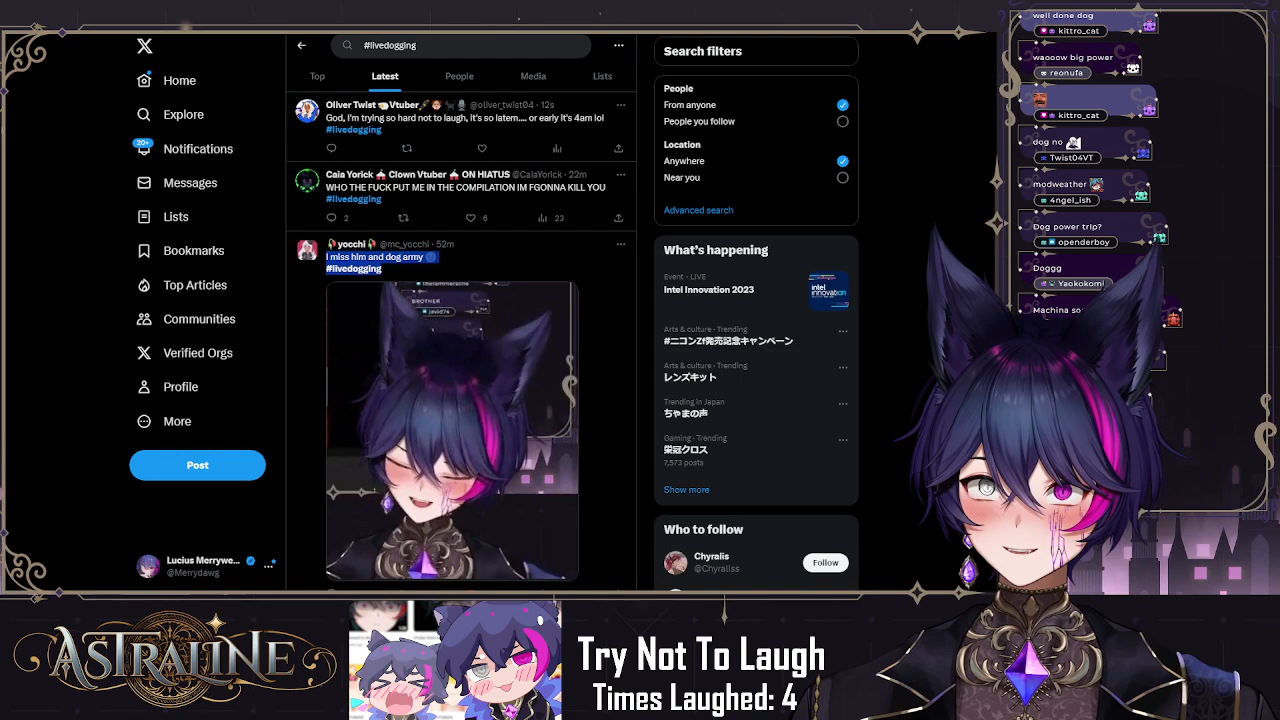 #livedogging
Top
Latest
People
Media
Lists
Home
Explore
20+
Notifications
Messages
Lists
Bookmarks
Top Articles
Communities
Verified Orgs
Profile
More
Post
Lucius Merrywe...
@Merrydawg
Oliver Twist Vtuber @oliver_twist04 · 12s
God, I'm trying so hard not to laugh, it's so latern.... or early it's 4am lol
#livedogging
Caia Yorick Clown Vtuber ON HIATUS @CaiaYorick · 22m
WHO THE FUCK PUT ME IN THE COMPILATION IM FGONNA KILL YOU
#livedogging
2 6 23
yocchi @mc_yocchi · 52m
I miss him and dog army
#livedogging
BROTHER
Search filters
People
From anyone
People you follow
Location
Anywhere
Near you
Advanced search
What's happening
Event · LIVE
Intel Innovation 2023
intel
innovation
Arts & culture · Trending
#ニコンZf発売記念キャンペーン
Arts & culture · Trending
レンズキット
Trending in Japan
ちゃまの声
Gaming · Trending
栄冠クロス
7,573 posts
Show more
Who to follow
Chyralis
@Chyraliss
Follow
well done dog
kittro_cat
waooow big power
reonufa
kittro_cat
dog no
Twist04VT
modweather
4ngel_ish
Dog power trip?
openderboy
Doggg
Yaokokomi
ASTRALINE
Try Not To Laugh
Times Laughed: 4